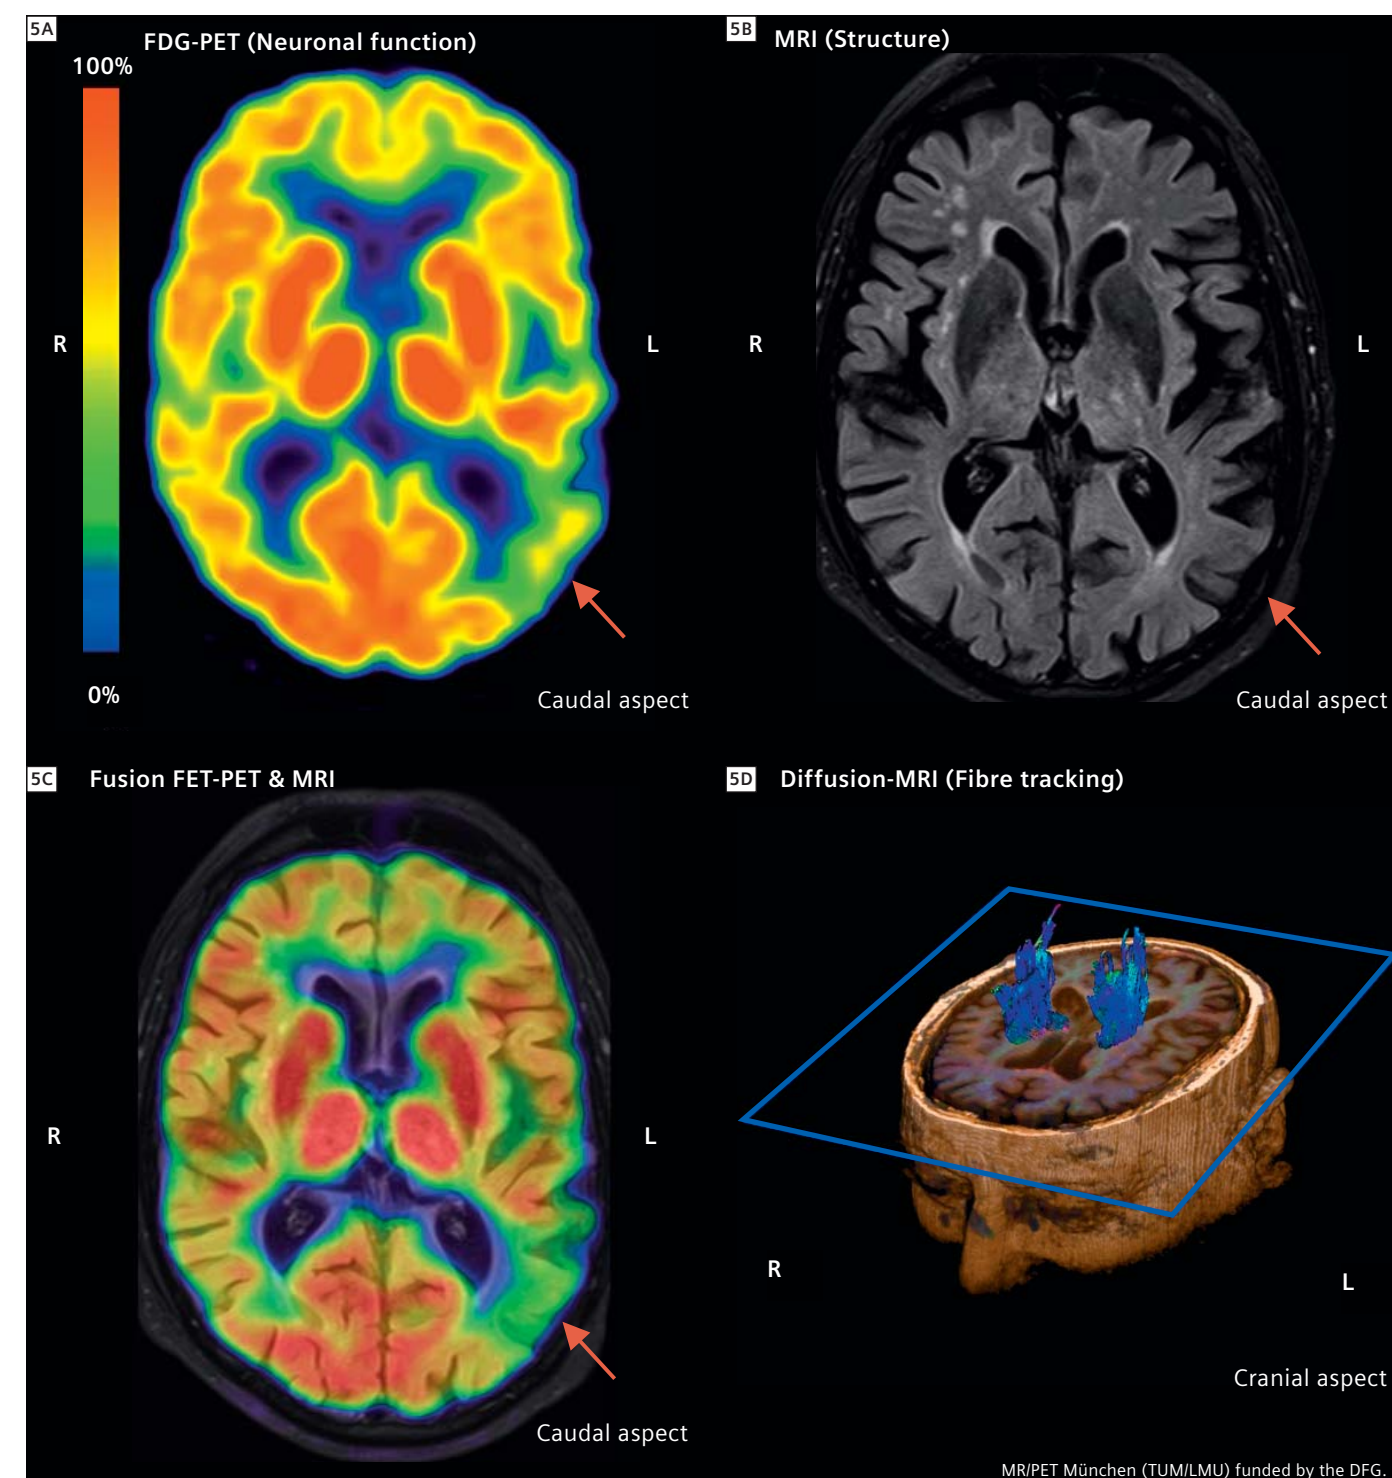 5A
FDG-PET (Neuronal function)
100%
R
L
0%
Caudal aspect
5B
MRI (Structure)
R
L
Caudal aspect
5C
Fusion FET-PET & MRI
R
L
Caudal aspect
5D
Diffusion-MRI (Fibre tracking)
R
L
Cranial aspect
MR/PET München (TUM/LMU) funded by the DFG.